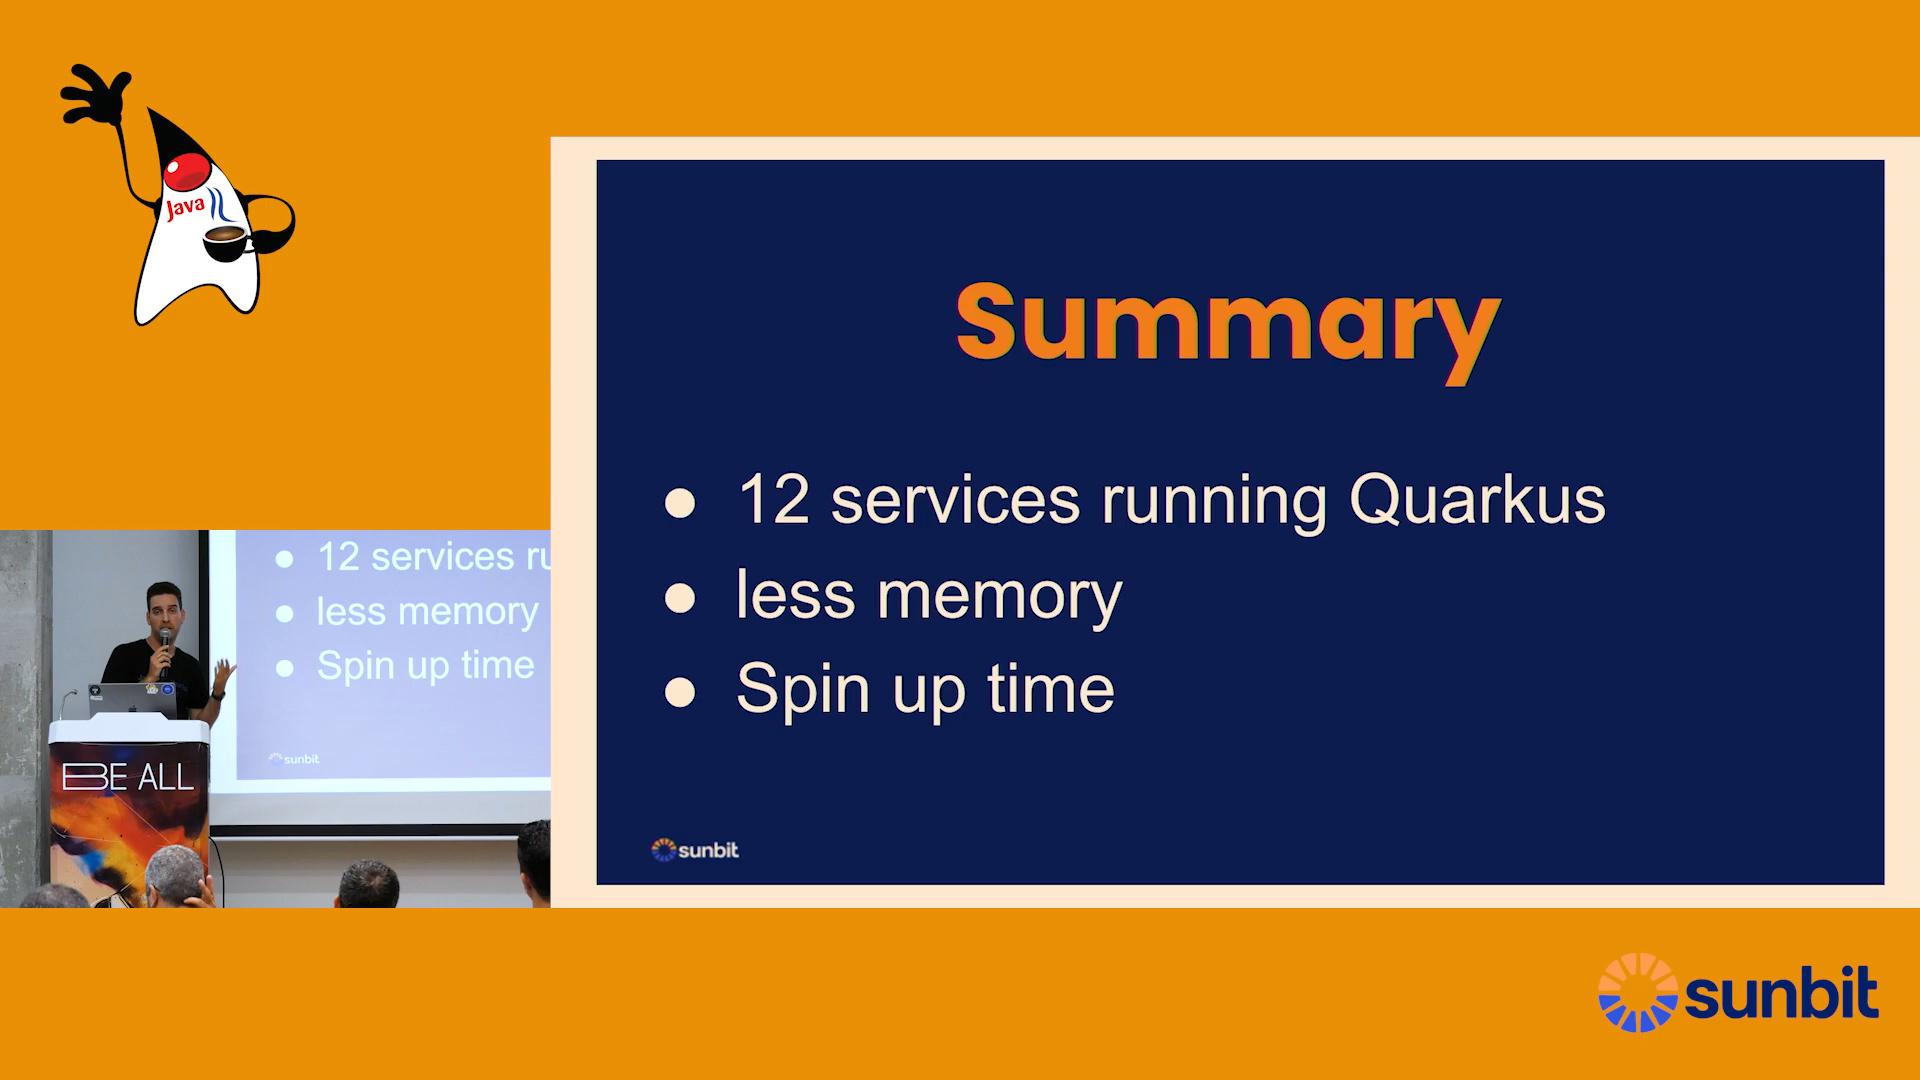 Java
Summary
12 services running Quarkus
less memory
Spin up time
sunbit
12 services ru
less memory
Spin up time
sunbit
BE ALL
sunbit